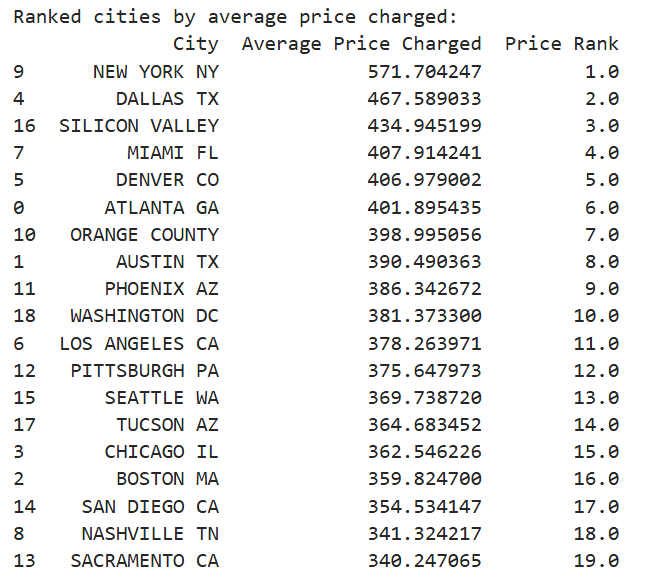 Ranked cities by average price charged:
City  Average Price Charged  Price Rank
9  NEW YORK NY  571.704247  1.0
4  DALLAS TX  467.589033  2.0
16  SILICON VALLEY  434.945199  3.0
7  MIAMI FL  407.914241  4.0
5  DENVER CO  406.979002  5.0
0  ATLANTA GA  401.895435  6.0
10  ORANGE COUNTY  398.995056  7.0
1  AUSTIN TX  390.490363  8.0
11  PHOENIX AZ  386.342672  9.0
18  WASHINGTON DC  381.373300  10.0
6  LOS ANGELES CA  378.263971  11.0
12  PITTSBURGH PA  375.647973  12.0
15  SEATTLE WA  369.738720  13.0
17  TUCSON AZ  364.683452  14.0
3  CHICAGO IL  362.546226  15.0
2  BOSTON MA  359.824700  16.0
14  SAN DIEGO CA  354.534147  17.0
8  NASHVILLE TN  341.324217  18.0
13  SACRAMENTO CA  340.247065  19.0